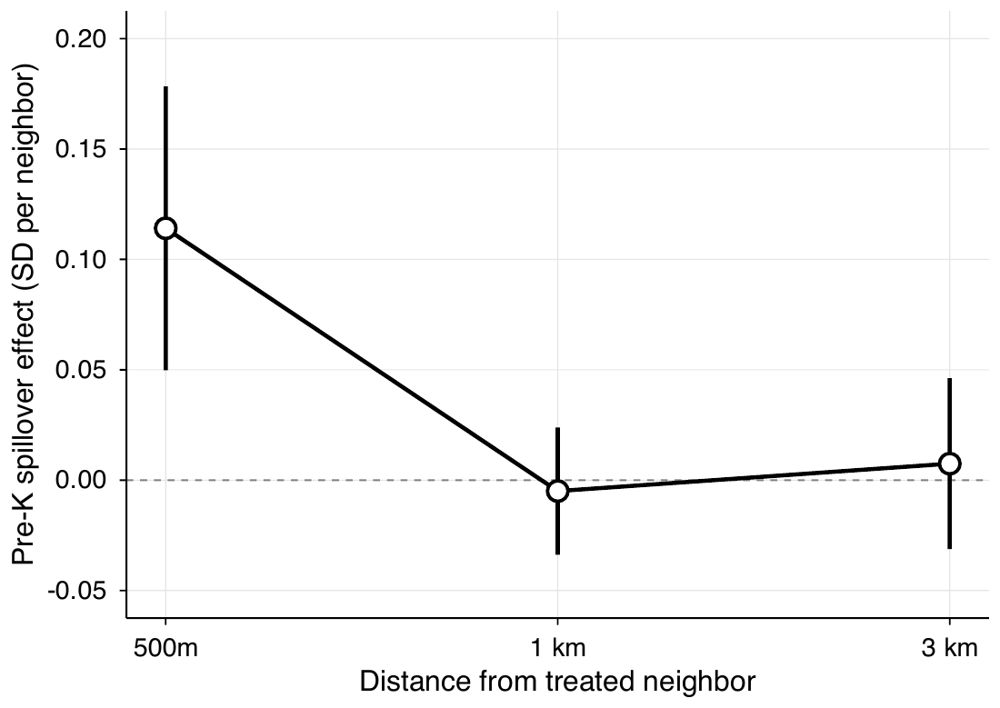 Pre-K spillover effect (SD per neighbor)
0.20
0.15
0.10
0.05
0.00
-0.05
500m
1 km
3 km
Distance from treated neighbor